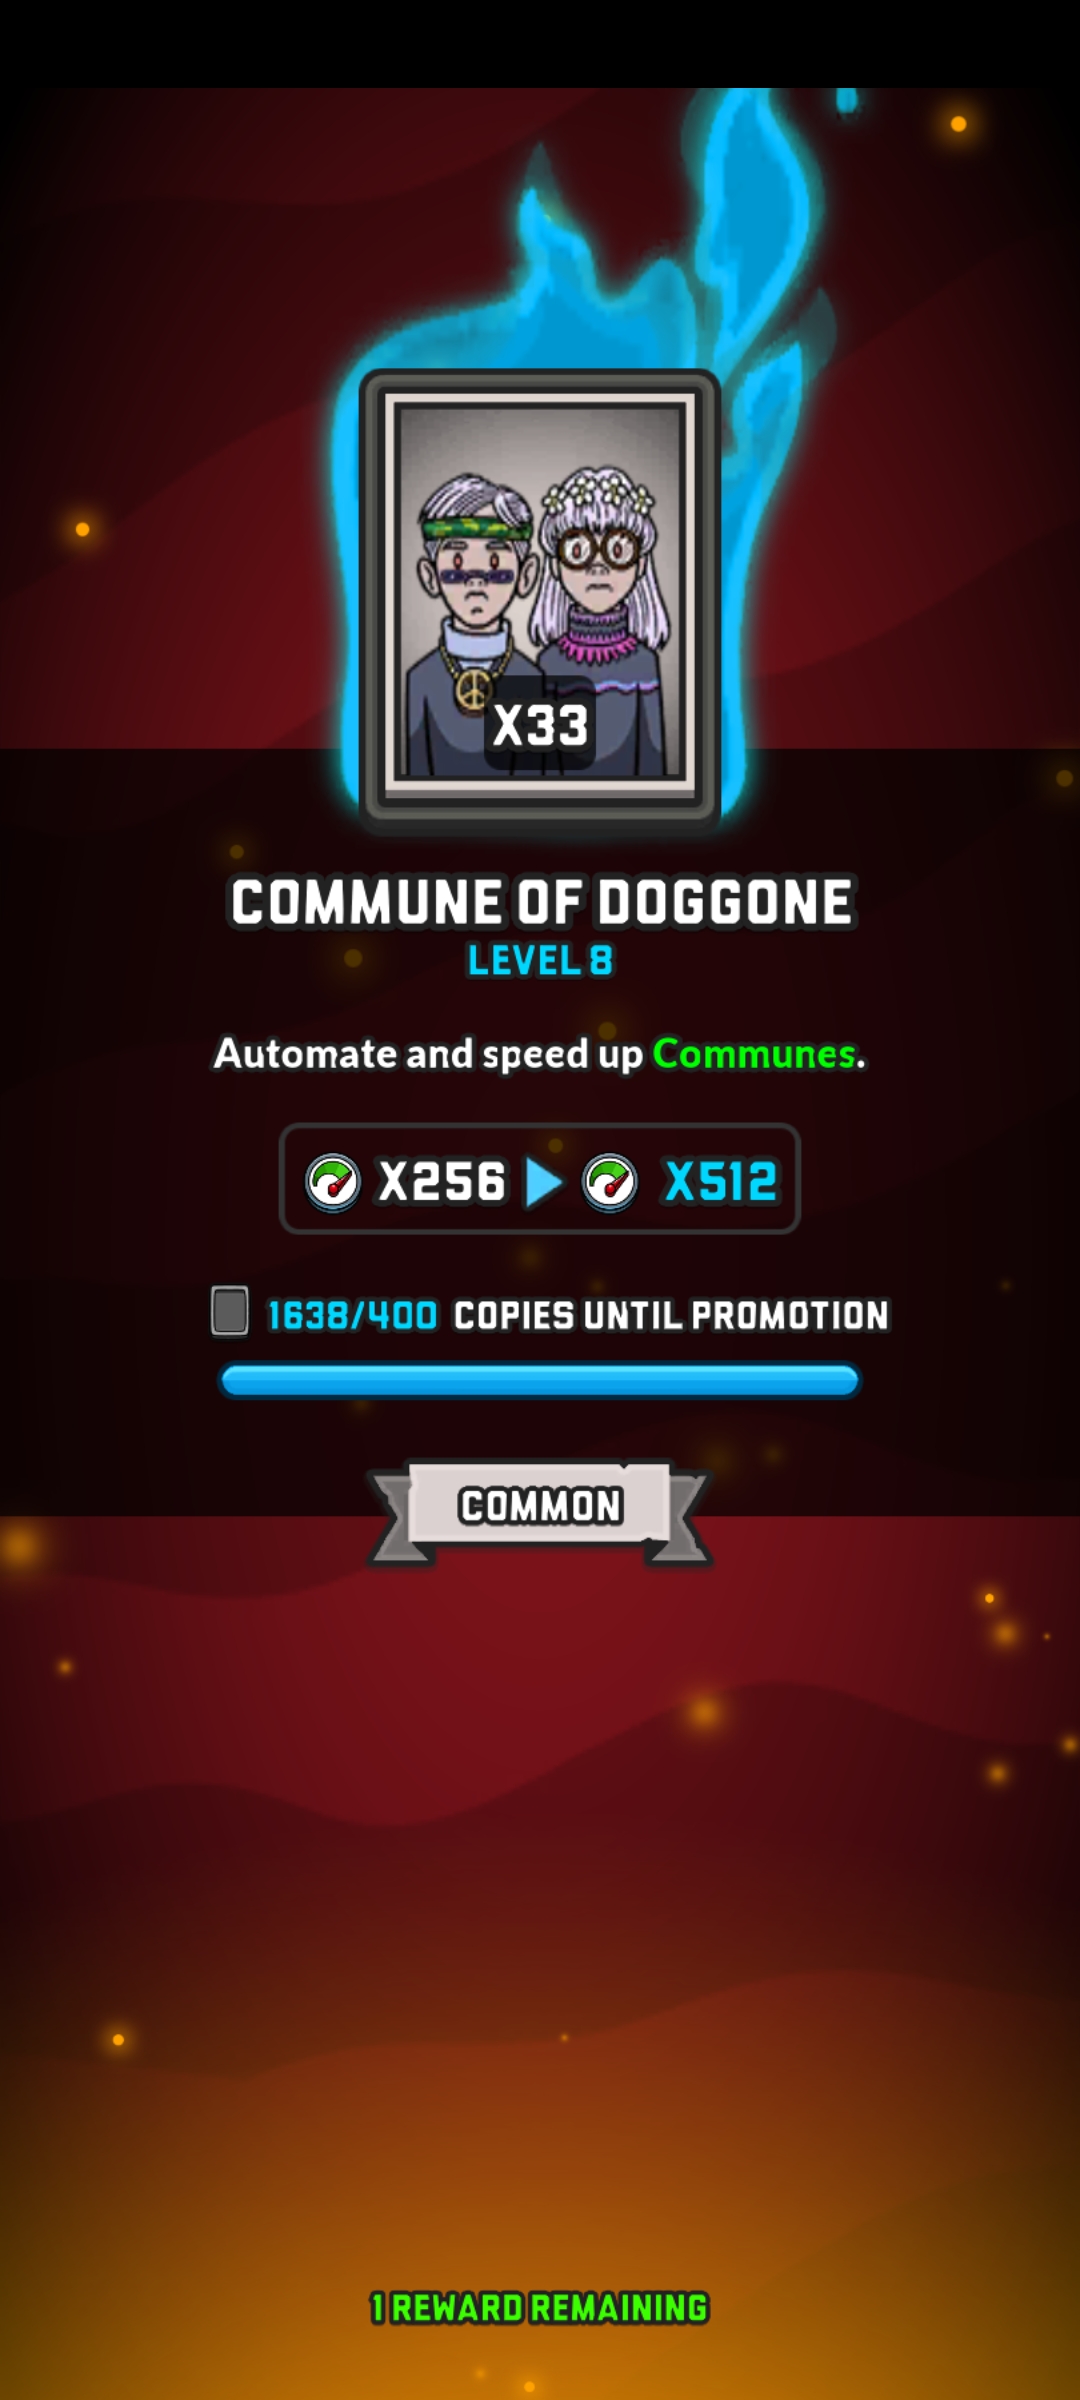 X33
COMMUNE OF DOGGONE
LEVEL 8
Automate and speed up Communes.
X256 X512
1638/400 COPIES UNTIL PROMOTION
COMMON
1 REWARD REMAINING